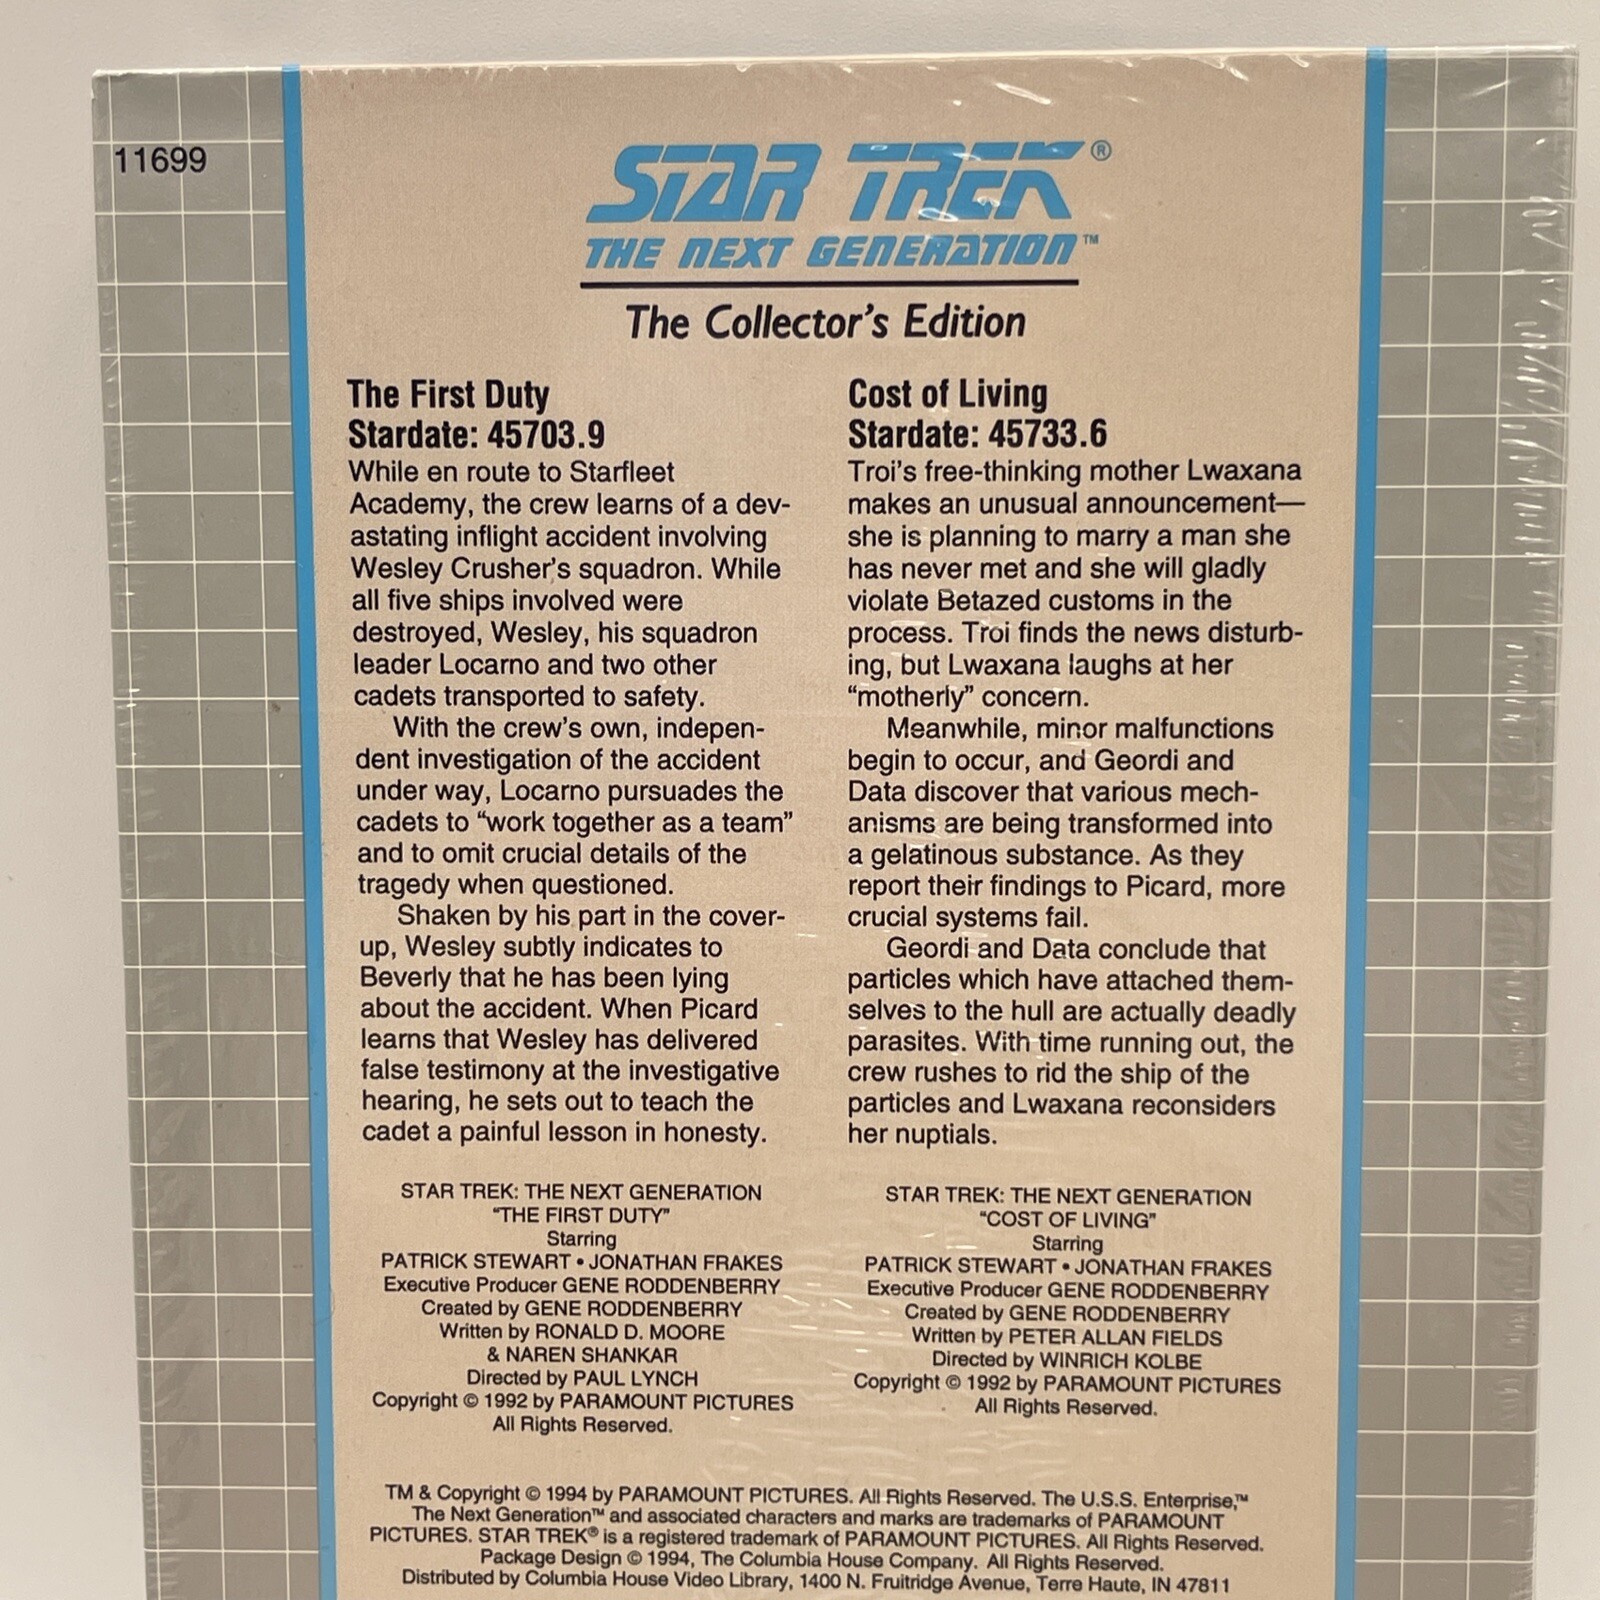 11699
STAR TREK®
THE NEXT GENERATION™
The Collector's Edition
The First Duty
Stardate: 45703.9
While en route to Starfleet
Academy, the crew learns of a dev-
astating inflight accident involving
Wesley Crusher's squadron. While
all five ships involved were
destroyed, Wesley, his squadron
leader Locarno and two other
cadets transported to safety.
With the crew's own, indepen-
dent investigation of the accident
under way, Locarno pursuades the
cadets to “work together as a team”
and to omit crucial details of the
tragedy when questioned.
Shaken by his part in the cover-
up, Wesley subtly indicates to
Beverly that he has been lying
about the accident. When Picard
learns that Wesley has delivered
false testimony at the investigative
hearing, he sets out to teach the
cadet a painful lesson in honesty.
STAR TREK: THE NEXT GENERATION
“THE FIRST DUTY”
Starring
PATRICK STEWART • JONATHAN FRAKES
Executive Producer GENE RODDENBERRY
Created by GENE RODDENBERRY
Written by RONALD D. MOORE
& NAREN SHANKAR
Directed by PAUL LYNCH
Copyright © 1992 by PARAMOUNT PICTURES
All Rights Reserved.
Cost of Living
Stardate: 45733.6
Troi's free-thinking mother Lwaxana
makes an unusual announcement—
she is planning to marry a man she
has never met and she will gladly
violate Betazed customs in the
process. Troi finds the news disturb-
ing, but Lwaxana laughs at her
“motherly” concern.
Meanwhile, minor malfunctions
begin to occur, and Geordi and
Data discover that various mech-
anisms are being transformed into
a gelatinous substance. As they
report their findings to Picard, more
crucial systems fail.
Geordi and Data conclude that
particles which have attached them-
selves to the hull are actually deadly
parasites. With time running out, the
crew rushes to rid the ship of the
particles and Lwaxana reconsiders
her nuptials.
STAR TREK: THE NEXT GENERATION
“COST OF LIVING”
Starring
PATRICK STEWART • JONATHAN FRAKES
Executive Producer GENE RODDENBERRY
Created by GENE RODDENBERRY
Written by PETER ALLAN FIELDS
Directed by WINRICH KOLBE
Copyright © 1992 by PARAMOUNT PICTURES
All Rights Reserved.
TM & Copyright © 1994 by PARAMOUNT PICTURES. All Rights Reserved. The U.S.S. Enterprise,™
The Next Generation™ and associated characters and marks are trademarks of PARAMOUNT
PICTURES. STAR TREK® is a registered trademark of PARAMOUNT PICTURES. All Rights Reserved.
Package Design © 1994, The Columbia House Company. All Rights Reserved.
Distributed by Columbia House Video Library, 1400 N. Fruitridge Avenue, Terre Haute, IN 47811